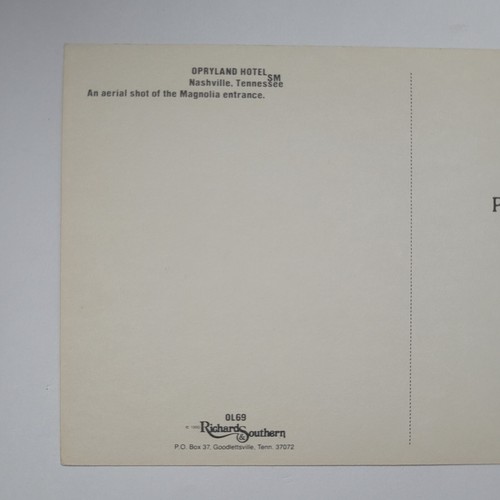 OPRYLAND HOTEL SM
Nashville, Tennessee
An aerial shot of the Magnolia entrance.
P
OL69
©
Richards & Southern
P.O. Box 37, Goodlettsville, Tenn. 37072